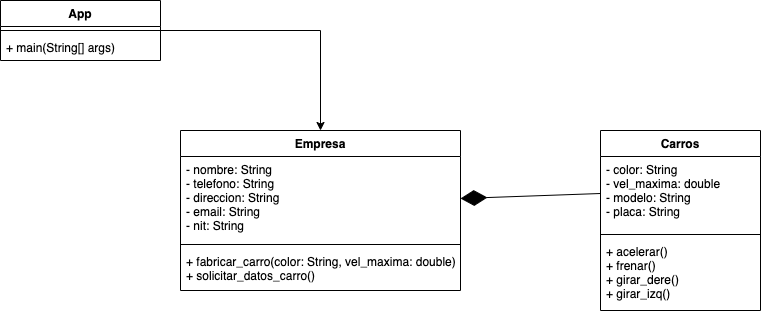 App
+ main(String[] args)
Empresa
- nombre: String
- telefono: String
- direccion: String
- email: String
- nit: String
+ fabricar_carro(color: String, vel_maxima: double)
+ solicitar_datos_carro()
Carros
- color: String
- vel_maxima: double
- modelo: String
- placa: String
+ acelerar()
+ frenar()
+ girar_dere()
+ girar_izq()